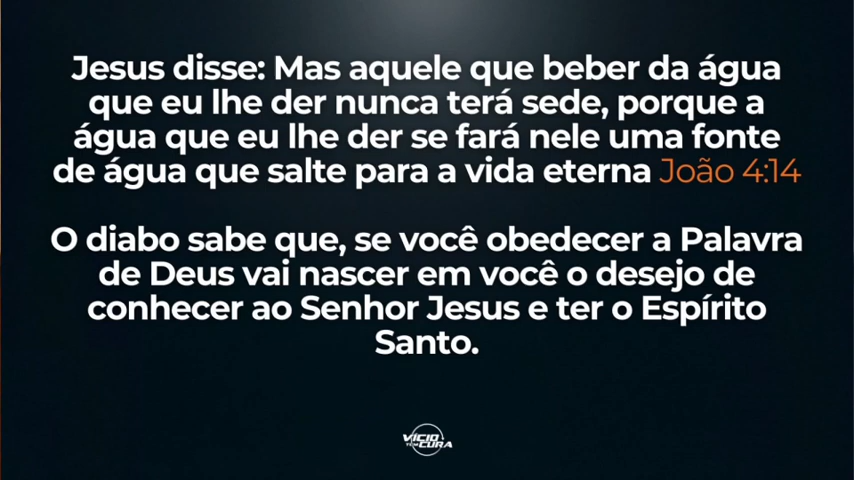 Jesus disse: Mas aquele que beber da água
que eu lhe der nunca terá sede, porque a
água que eu lhe der se fará nele uma fonte
de água que salte para a vida eterna João 4:14
O diabo sabe que, se você obedecer a Palavra
de Deus vai nascer em você o desejo de
conhecer ao Senhor Jesus e ter o Espírito
Santo.
VÍCIO
TEM CURA